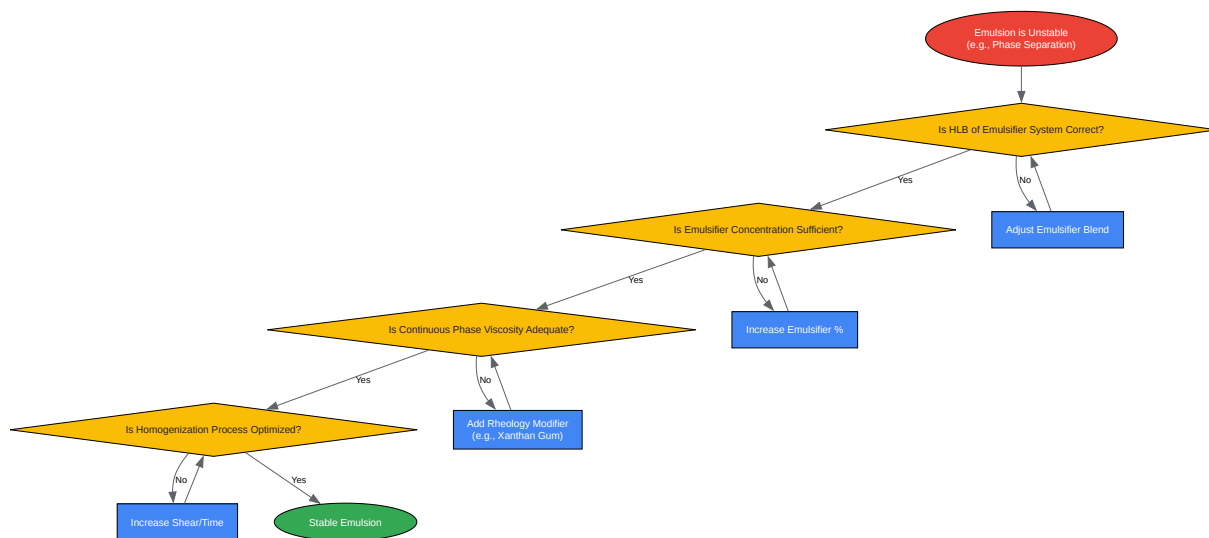 Emulsion is Unstable
(e.g., Phase Separation)
Is HLB of Emulsifier System Correct?
Yes
No
Adjust Emulsifier Blend
Is Emulsifier Concentration Sufficient?
Yes
No
Increase Emulsifier %
Is Continuous Phase Viscosity Adequate?
Yes
No
Add Rheology Modifier
(e.g., Xanthan Gum)
Is Homogenization Process Optimized?
No
Yes
Increase Shear/Time
Stable Emulsion